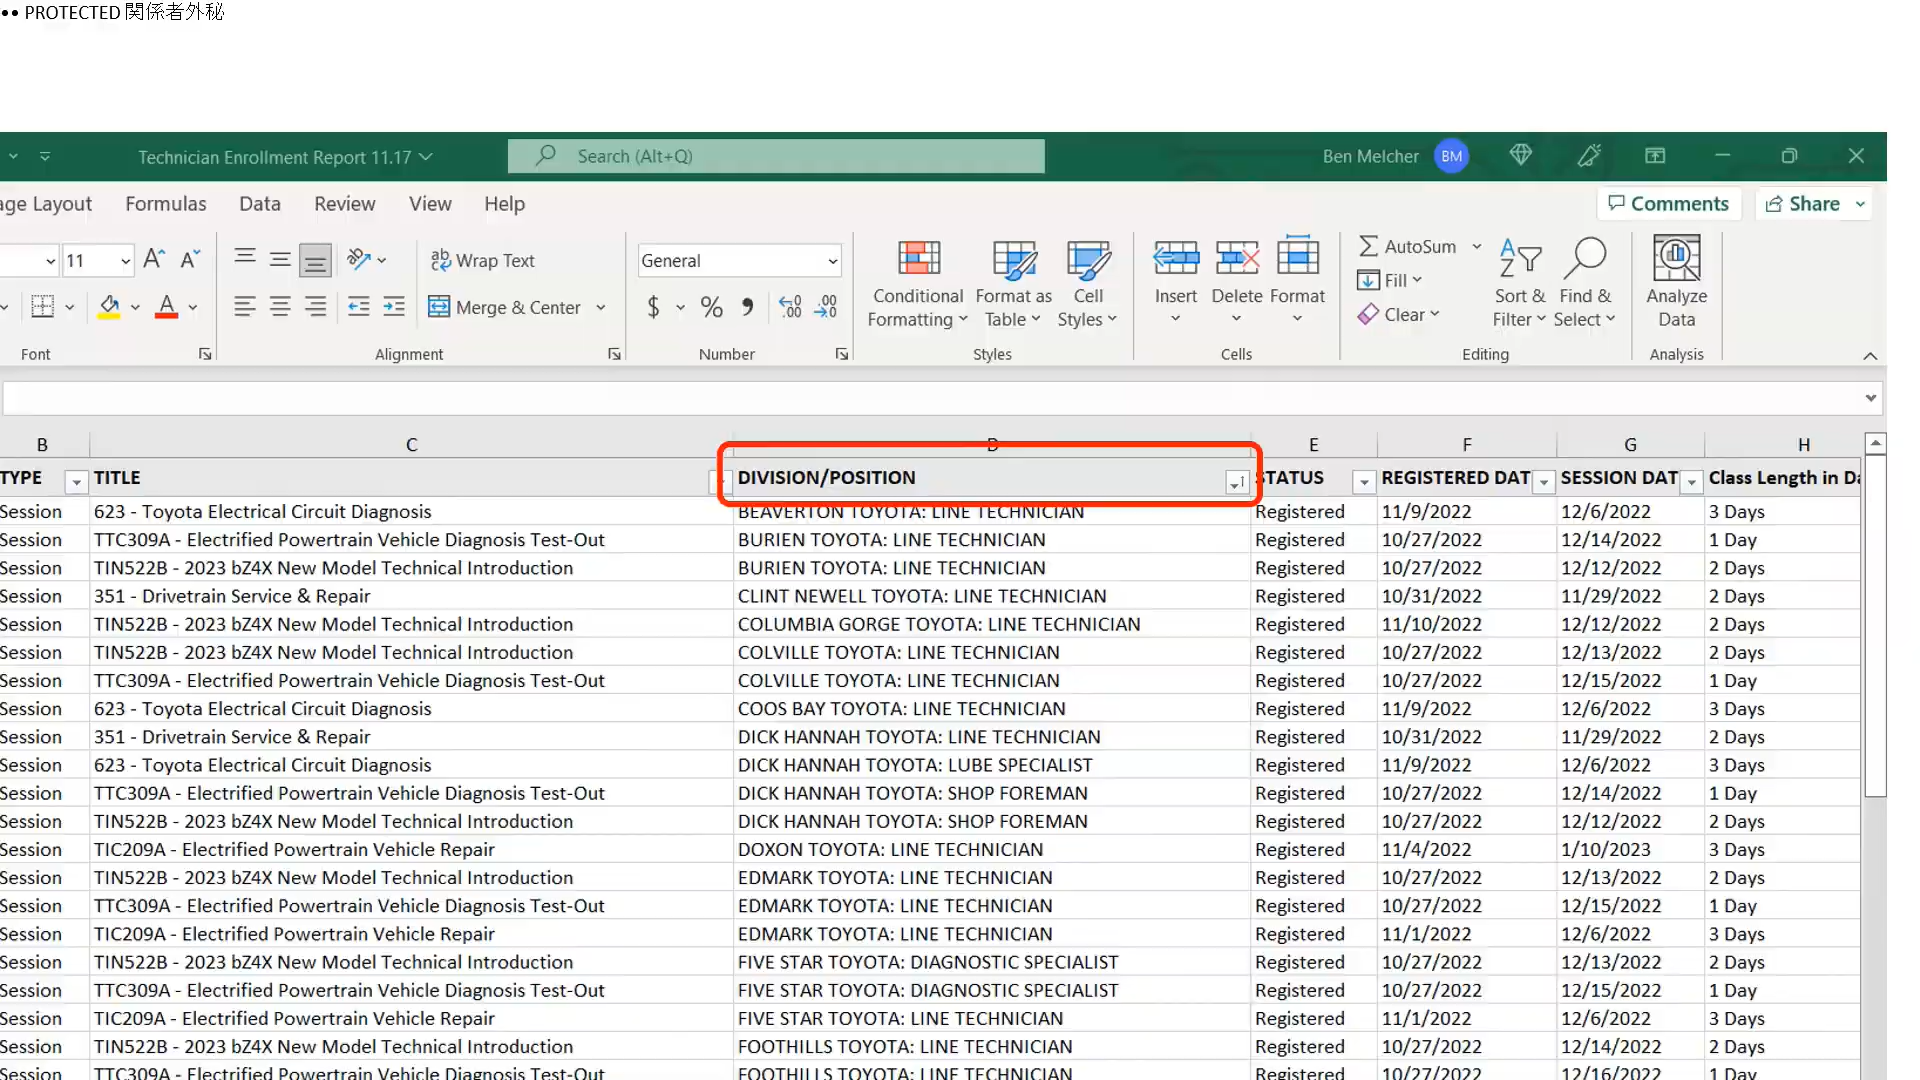 •• PROTECTED 関係者外秘
Technician Enrollment Report 11.17
Search (Alt+Q)
Ben Melcher BM
age Layout Formulas Data Review View Help
Comments Share
11 Wrap Text General AutoSum
Fill
Clear
Merge & Center $ % .00 .00
Conditional Formatting
Format as Table
Cell Styles
Insert Delete Format
Sort & Filter
Find & Select
Analyze Data
Font Alignment Number Styles Cells Editing Analysis
B C D E F G H
TYPE TITLE DIVISION/POSITION STATUS REGISTERED DAT SESSION DAT Class Length in Da
Session 623 - Toyota Electrical Circuit Diagnosis BEAVERTON TOYOTA: LINE TECHNICIAN Registered 11/9/2022 12/6/2022 3 Days
Session TTC309A - Electrified Powertrain Vehicle Diagnosis Test-Out BURIEN TOYOTA: LINE TECHNICIAN Registered 10/27/2022 12/14/2022 1 Day
Session TIN522B - 2023 bZ4X New Model Technical Introduction BURIEN TOYOTA: LINE TECHNICIAN Registered 10/27/2022 12/12/2022 2 Days
Session 351 - Drivetrain Service & Repair CLINT NEWELL TOYOTA: LINE TECHNICIAN Registered 10/31/2022 11/29/2022 2 Days
Session TIN522B - 2023 bZ4X New Model Technical Introduction COLUMBIA GORGE TOYOTA: LINE TECHNICIAN Registered 11/10/2022 12/12/2022 2 Days
Session TIN522B - 2023 bZ4X New Model Technical Introduction COLVILLE TOYOTA: LINE TECHNICIAN Registered 10/27/2022 12/13/2022 2 Days
Session TTC309A - Electrified Powertrain Vehicle Diagnosis Test-Out COLVILLE TOYOTA: LINE TECHNICIAN Registered 10/27/2022 12/15/2022 1 Day
Session 623 - Toyota Electrical Circuit Diagnosis COOS BAY TOYOTA: LINE TECHNICIAN Registered 11/9/2022 12/6/2022 3 Days
Session 351 - Drivetrain Service & Repair DICK HANNAH TOYOTA: LINE TECHNICIAN Registered 10/31/2022 11/29/2022 2 Days
Session 623 - Toyota Electrical Circuit Diagnosis DICK HANNAH TOYOTA: LUBE SPECIALIST Registered 11/9/2022 12/6/2022 3 Days
Session TTC309A - Electrified Powertrain Vehicle Diagnosis Test-Out DICK HANNAH TOYOTA: SHOP FOREMAN Registered 10/27/2022 12/14/2022 1 Day
Session TIN522B - 2023 bZ4X New Model Technical Introduction DICK HANNAH TOYOTA: SHOP FOREMAN Registered 10/27/2022 12/12/2022 2 Days
Session TIC209A - Electrified Powertrain Vehicle Repair DOXON TOYOTA: LINE TECHNICIAN Registered 11/4/2022 1/10/2023 3 Days
Session TIN522B - 2023 bZ4X New Model Technical Introduction EDMARK TOYOTA: LINE TECHNICIAN Registered 10/27/2022 12/13/2022 2 Days
Session TTC309A - Electrified Powertrain Vehicle Diagnosis Test-Out EDMARK TOYOTA: LINE TECHNICIAN Registered 10/27/2022 12/15/2022 1 Day
Session TIC209A - Electrified Powertrain Vehicle Repair EDMARK TOYOTA: LINE TECHNICIAN Registered 11/1/2022 12/6/2022 3 Days
Session TIN522B - 2023 bZ4X New Model Technical Introduction FIVE STAR TOYOTA: DIAGNOSTIC SPECIALIST Registered 10/27/2022 12/13/2022 2 Days
Session TTC309A - Electrified Powertrain Vehicle Diagnosis Test-Out FIVE STAR TOYOTA: DIAGNOSTIC SPECIALIST Registered 10/27/2022 12/15/2022 1 Day
Session TIC209A - Electrified Powertrain Vehicle Repair FIVE STAR TOYOTA: LINE TECHNICIAN Registered 11/1/2022 12/6/2022 3 Days
Session TIN522B - 2023 bZ4X New Model Technical Introduction FOOTHILLS TOYOTA: LINE TECHNICIAN Registered 10/27/2022 12/14/2022 2 Days
Session TTC309A - Electrified Powertrain Vehicle Diagnosis Test-Out FOOTHILLS TOYOTA: LINE TECHNICIAN Registered 10/27/2022 12/16/2022 1 Day